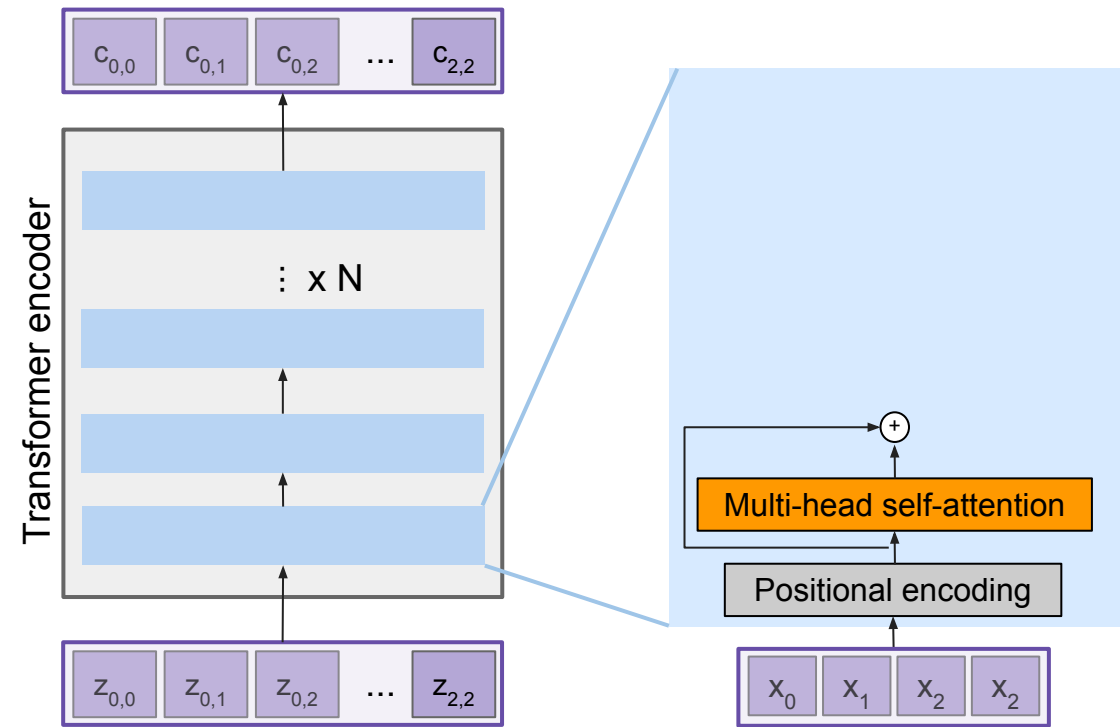 c0,0 c0,1 c0,2 ... c2,2
Transformer encoder
⋮ x N
z0,0 z0,1 z0,2 ... z2,2
+
Multi-head self-attention
Positional encoding
x0 x1 x2 x2